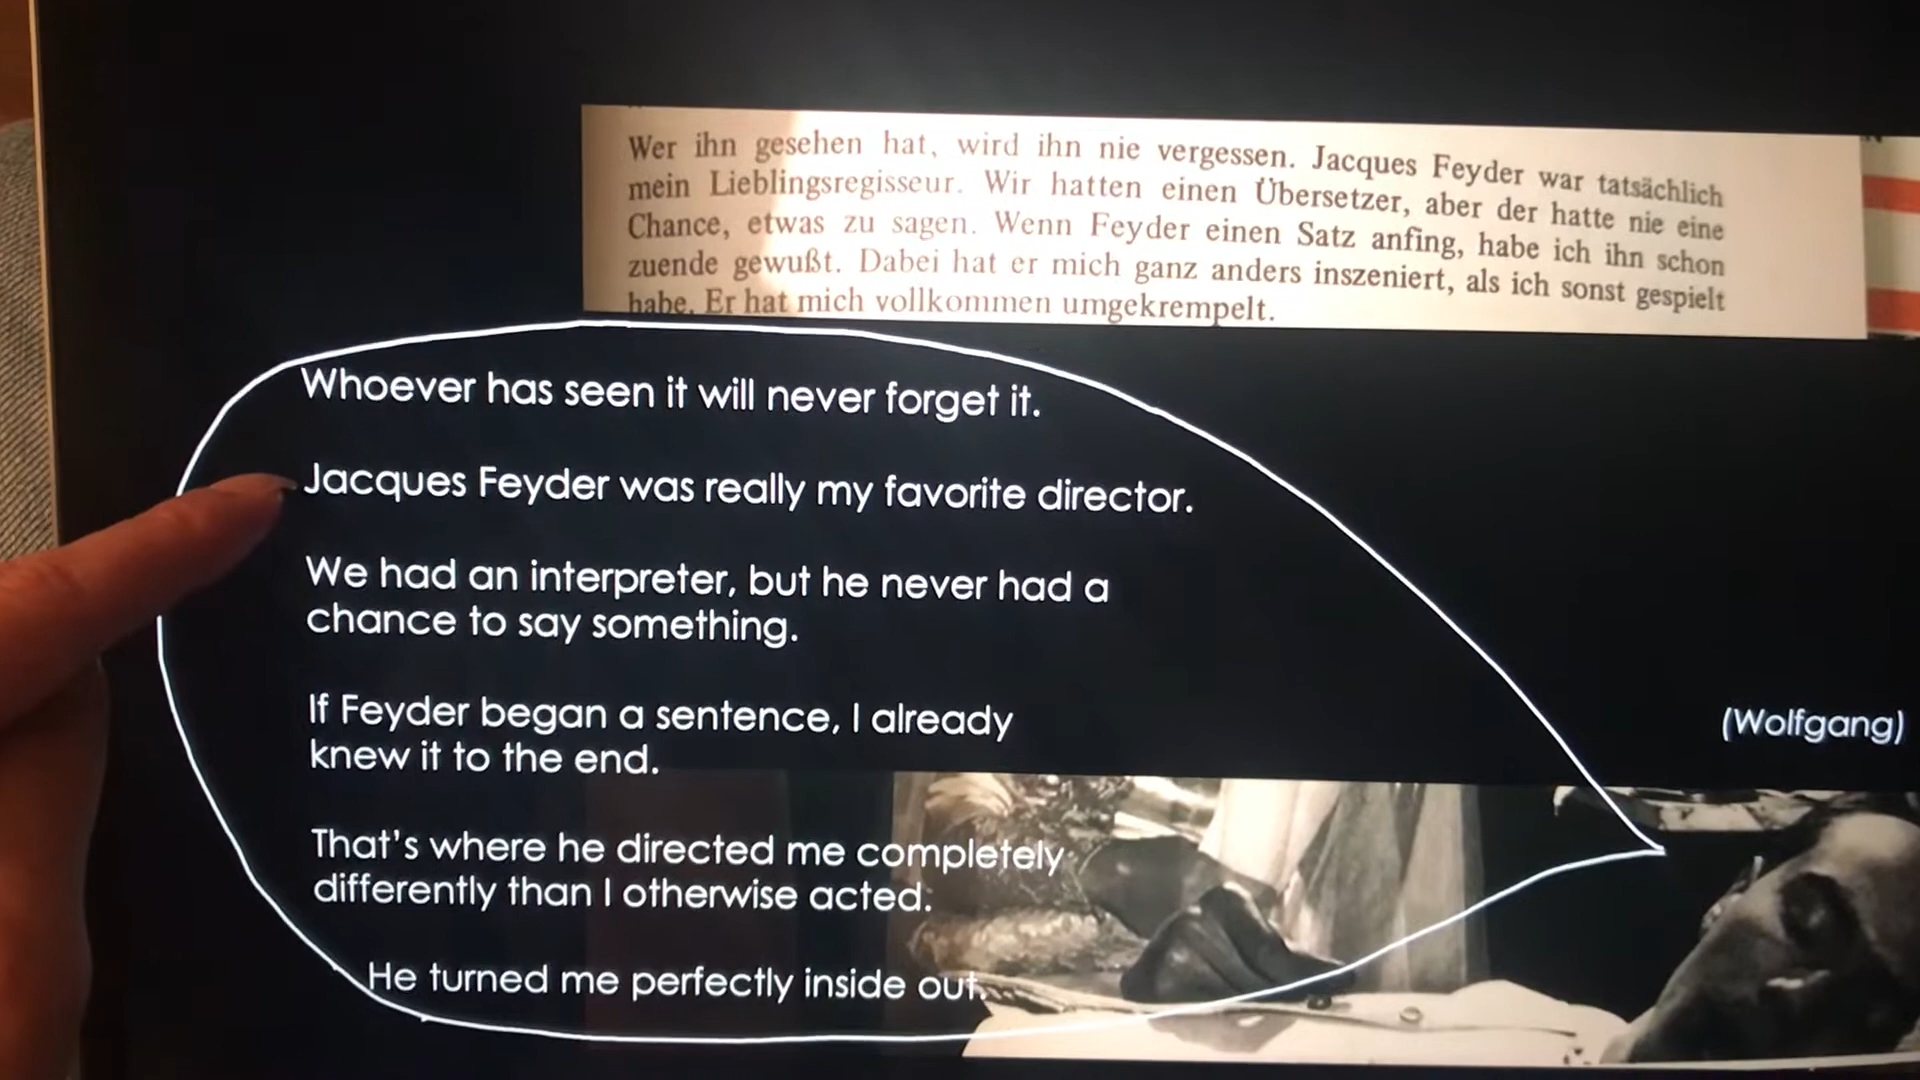 Wer ihn gesehen hat, wird ihn nie vergessen. Jacques Feyder war tatsächlich
mein Lieblingsregisseur. Wir hatten einen Übersetzer, aber der hatte nie eine
Chance, etwas zu sagen. Wenn Feyder einen Satz anfing, habe ich ihn schon
zuende gewußt. Dabei hat er mich ganz anders inszeniert, als ich sonst gespielt
habe. Er hat mich vollkommen umgekrempelt.
Whoever has seen it will never forget it.
Jacques Feyder was really my favorite director.
We had an interpreter, but he never had a
chance to say something.
If Feyder began a sentence, I already
knew it to the end.
That's where he directed me completely
differently than I otherwise acted.
He turned me perfectly inside out.
(Wolfgang)